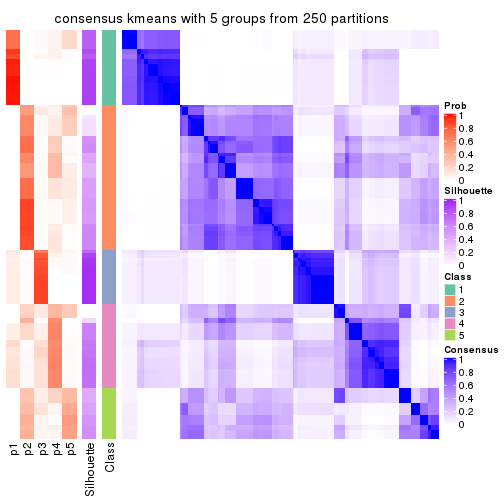 consensus kmeans with 5 groups from 250 partitions
Prob
1
0.8
0.6
0.4
0.2
0
Silhouette
1
0.8
0.6
0.4
0.2
0
Class
1
2
3
4
5
Consensus
1
0.8
0.6
0.4
0.2
0
p1
p2
p3
p4
p5
Silhouette
Class